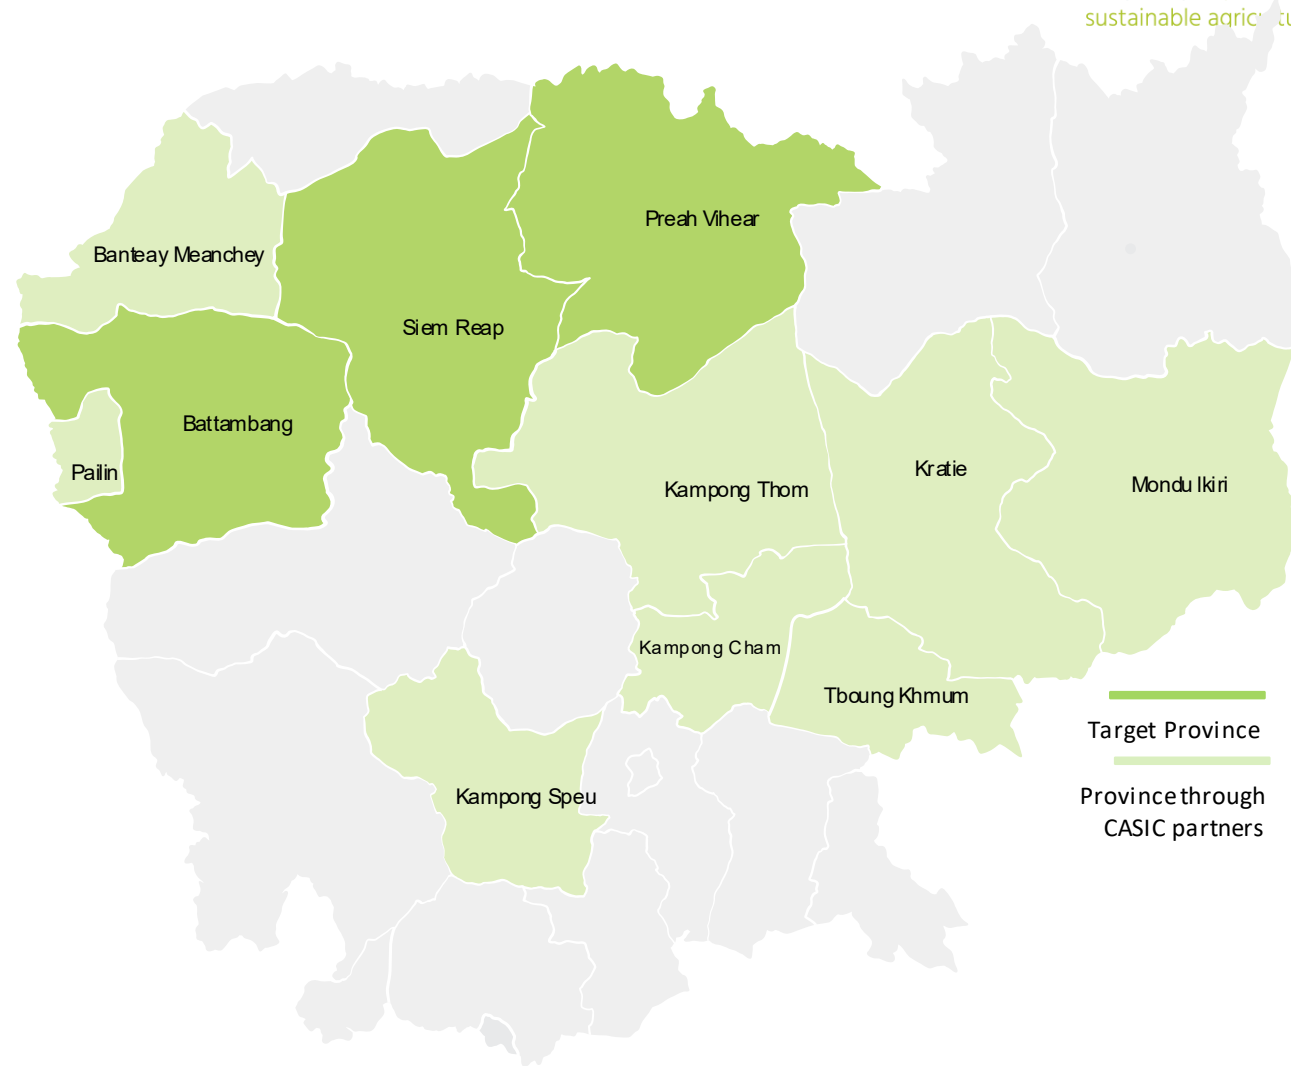 sustainable
Preah Vihear
Banteay Meanchey
Siem Reap
Battambang
Pailin
Kratie
Kampong Thom
Mondu lkiri
Kampong Cham
Tboung Khmum
Target Province
Kampong Speu
Province through
CASIC partners